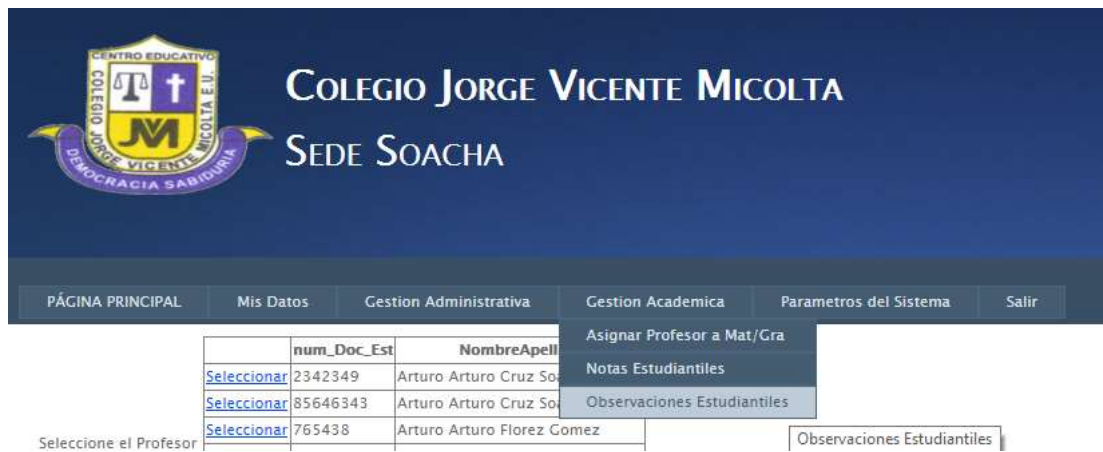 CENTRO EDUCATIVO
COLEGIO JORGE VICENTE MICOLTA E.U.
JVM
DEMOCRACIA SABIDURIA
COLEGIO JORGE VICENTE MICOLTA
SEDE SOACHA
PÁGINA PRINCIPAL Mis Datos Gestion Administrativa Gestion Academica Parametros del Sistema Salir
Asignar Profesor a Mat/Gra
Notas Estudiantiles
Observaciones Estudiantiles
num_Doc_Est NombreApell
Seleccionar 2342349 Arturo Arturo Cruz
Seleccionar 85646343 Arturo Arturo Cruz
Seleccionar 765438 Arturo Arturo Florez Gomez
Seleccione el Profesor
Observaciones Estudiantiles